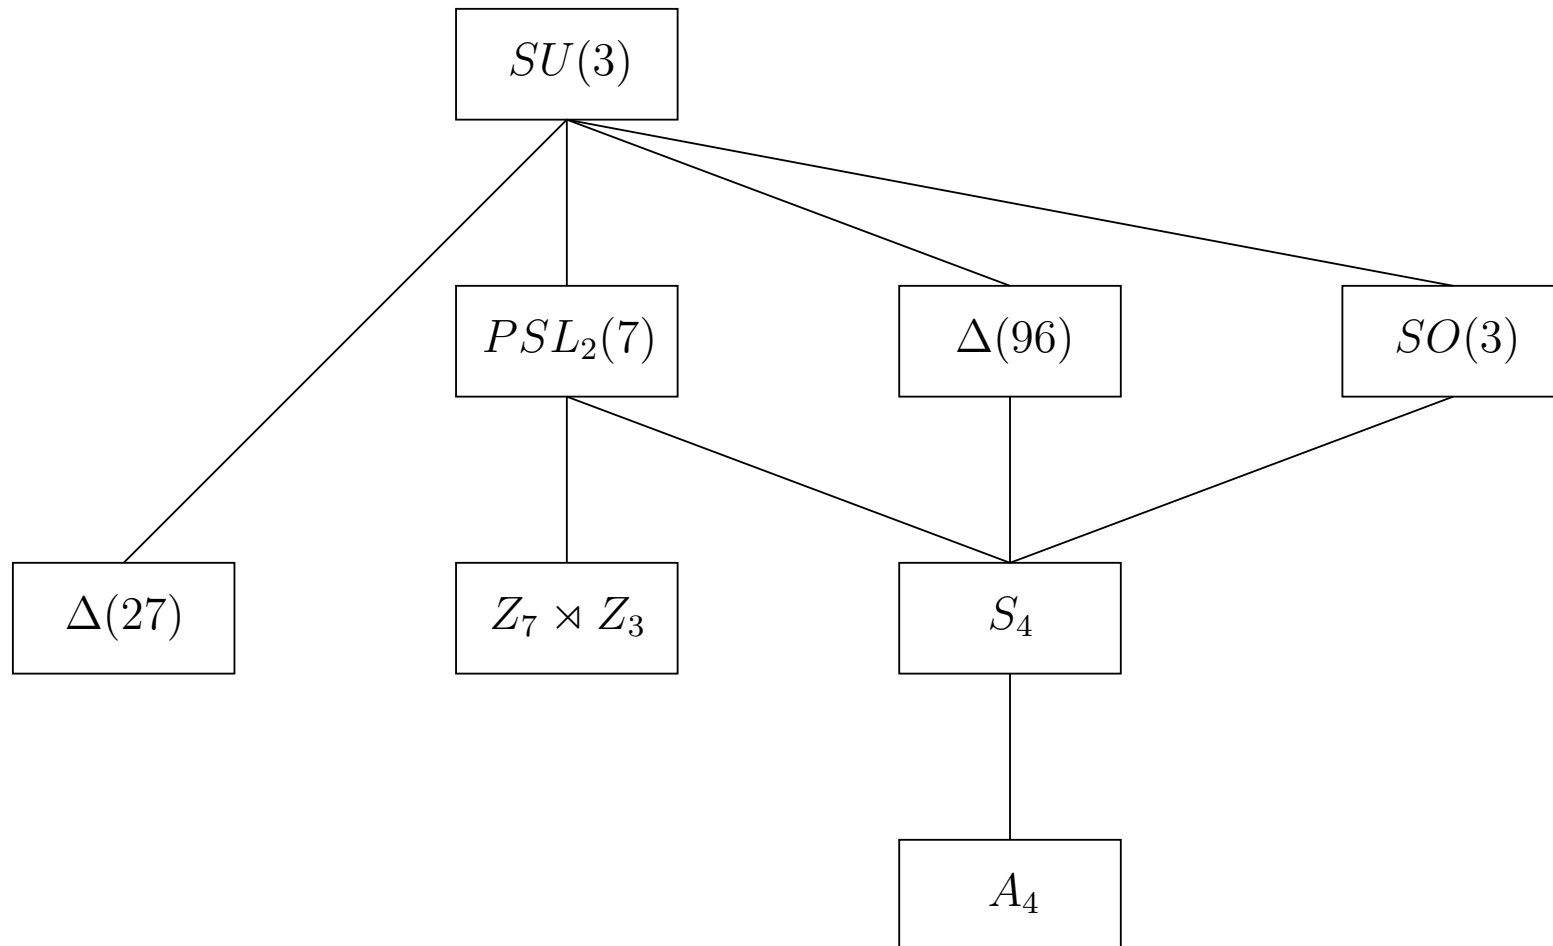 SU(3)
PSL₂(7)
Δ(96)
SO(3)
Δ(27)
Z₇ ⋊ Z₃
S₄
A₄